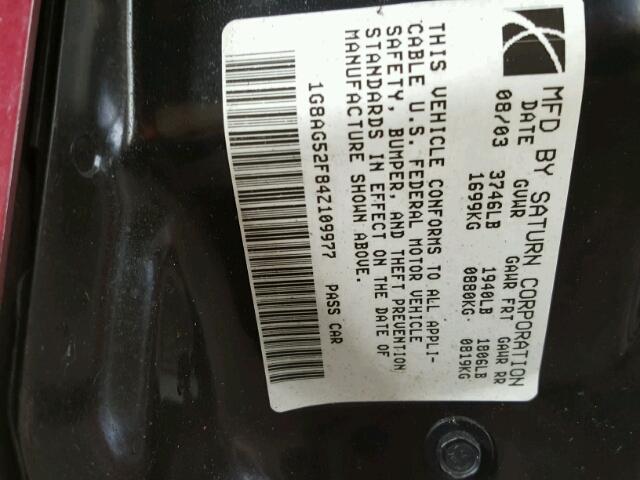 MFD BY SATURN CORPORATION
DATE GVWR GAWR FRT GAWR RR
08/03 3746LB 1940LB 1806LB
1699KG 0880KG 0819KG
THIS VEHICLE CONFORMS TO ALL APPLI-
CABLE U.S. FEDERAL MOTOR VEHICLE
SAFETY, BUMPER, AND THEFT PREVENTION
STANDARDS IN EFFECT ON THE DATE OF
MANUFACTURE SHOWN ABOVE.
1G8AG52F84Z109977 PASS CAR